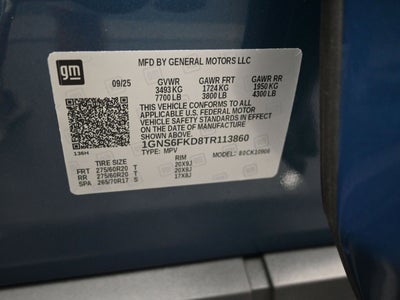 gm
MFD BY GENERAL MOTORS LLC
09/25 GVWR GAWR FRT GAWR RR
3493 KG 1724 KG 1950 KG
7700 LB 3800 LB 4300 LB
THIS VEHICLE CONFORMS TO ALL
APPLICABLE U.S. FEDERAL MOTOR
VEHICLE SAFETY STANDARDS IN EFFECT
ON THE DATE OF MANUFACTURE
SHOWN ABOVE.
1GNS6FKD8TR113860
TYPE: MPV MODEL:
136H
TIRE SIZE RIM
FRT 275/60R20 T 20X9J
RR 275/60R20 T 20X9J
SPA 265/70R17 S 17X8J